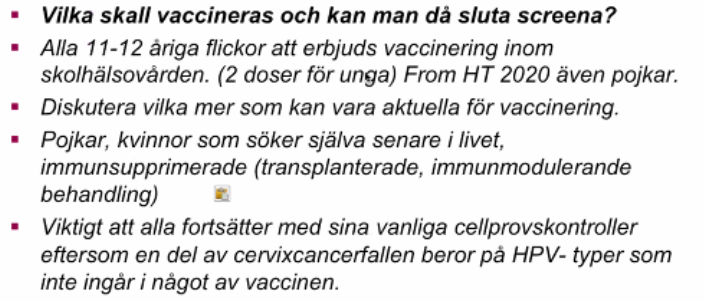 Vilka skall vaccineras och kan man då sluta screena?
Alla 11-12 åriga flickor att erbjuds vaccinering inom
skolhälsovården. (2 doser för unga) From HT 2020 även pojkar.
Diskutera vilka mer som kan vara aktuella för vaccinering.
Pojkar, kvinnor som söker själva senare i livet,
immunsupprimerade (transplanterade, immunmodulerande
behandling)
Viktigt att alla fortsätter med sina vanliga cellprovskontroller
eftersom en del av cervixcancerfallen beror på HPV- typer som
inte ingår i något av vaccinen.